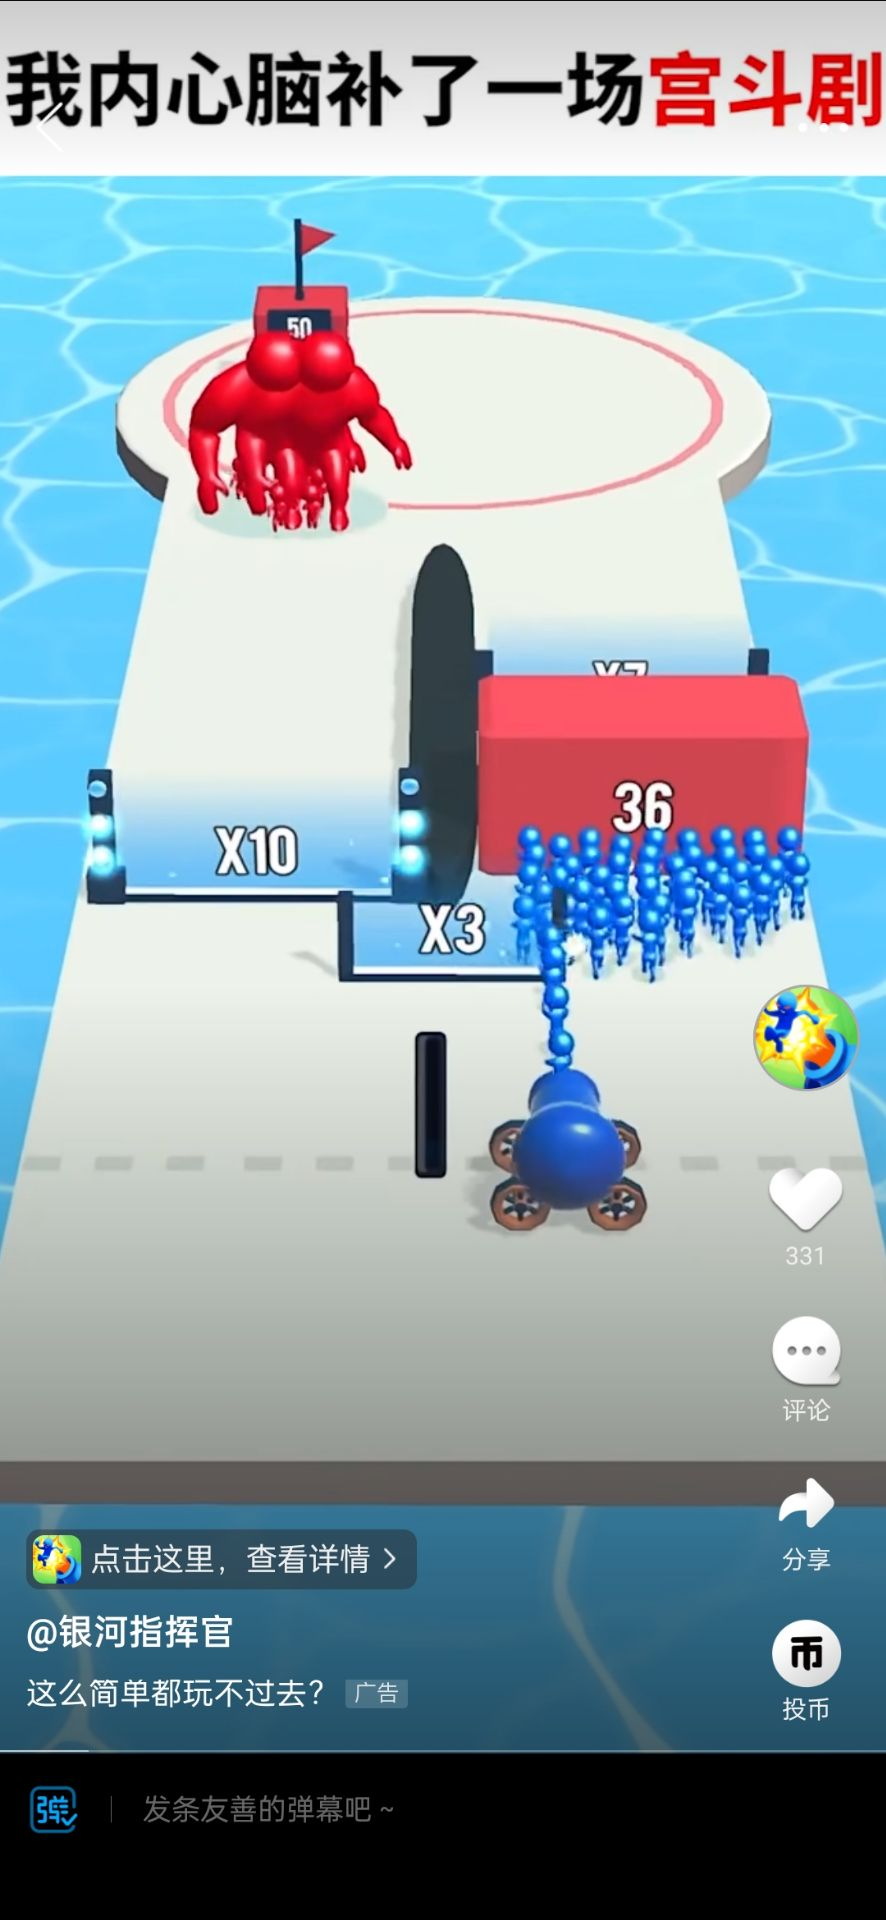 我内心脑补了一场宫斗剧
50
X7
36
X10
X3
331
评论
分享
点击这里，查看详情 >
@银河指挥官
这么简单都玩不过去？ 广告
币
投币
弹 发条友善的弹幕吧 ~